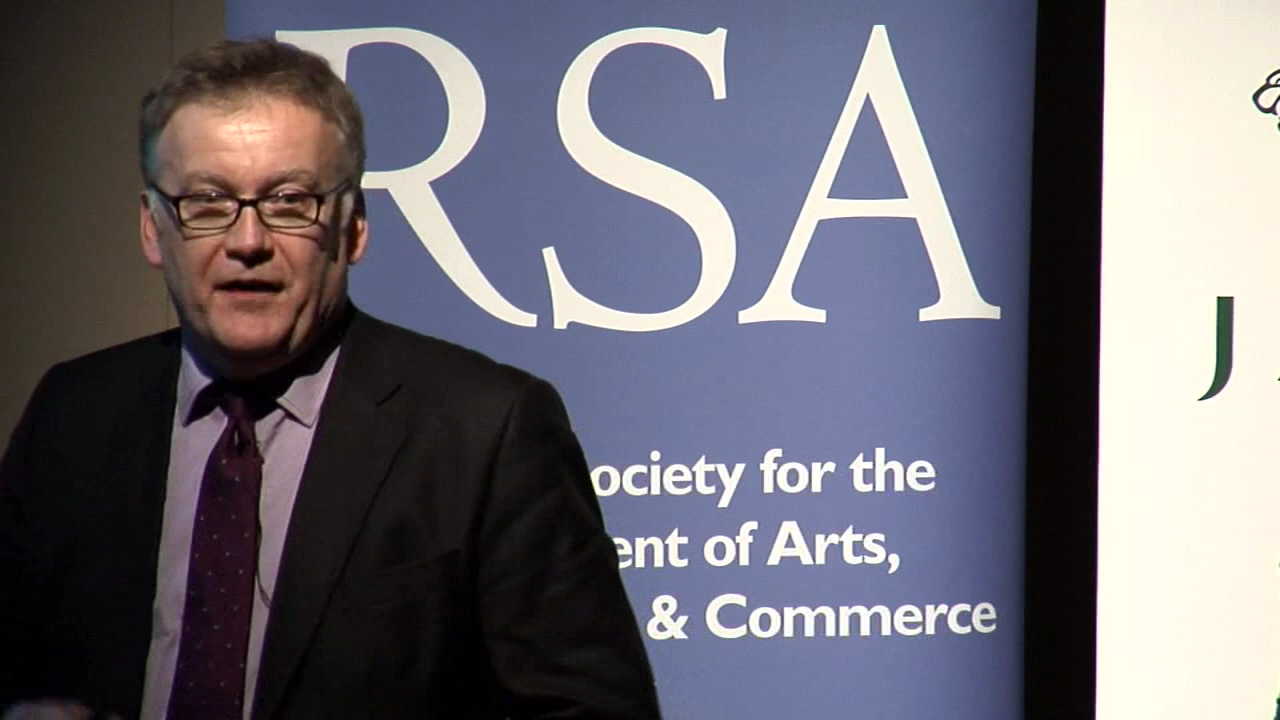 RSA
ociety for the
ent of Arts,
& Commerce
J